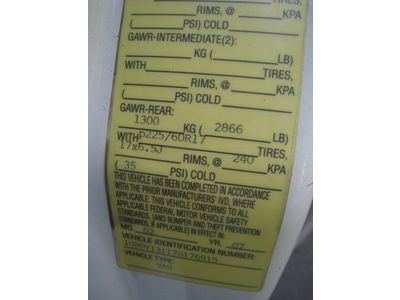 TIRES,
RIMS, @ KPA
( PSI) COLD
GAWR-INTERMEDIATE(2):
KG ( LB)
WITH TIRES,
RIMS, @ KPA
( PSI) COLD
GAWR-REAR:
1300 KG ( 2866 LB)
WITH P225/60R17 TIRES,
17x6.5J RIMS, @ 240 KPA
( 35 PSI) COLD
THIS VEHICLE HAS BEEN COMPLETED IN ACCORDANCE
WITH THE PRIOR MANUFACTURERS' IVD, WHERE
APPLICABLE. THIS VEHICLE CONFORMS TO ALL
APPLICABLE FEDERAL MOTOR VEHICLE SAFETY
STANDARDS, [AND BUMPER AND THEFT PREVENTION
STANDARDS, IF APPLICABLE] IN EFFECT IN:
MO. 02 YR. 07
VEHICLE IDENTIFICATION NUMBER:
VEHICLE TYPE
VAN